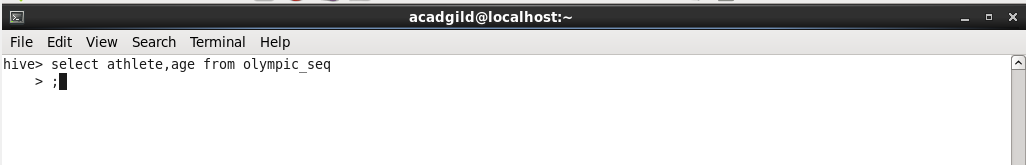 acadgild@localhost:~
File Edit View Search Terminal Help
hive> select athlete,age from olympic_seq
    > ;